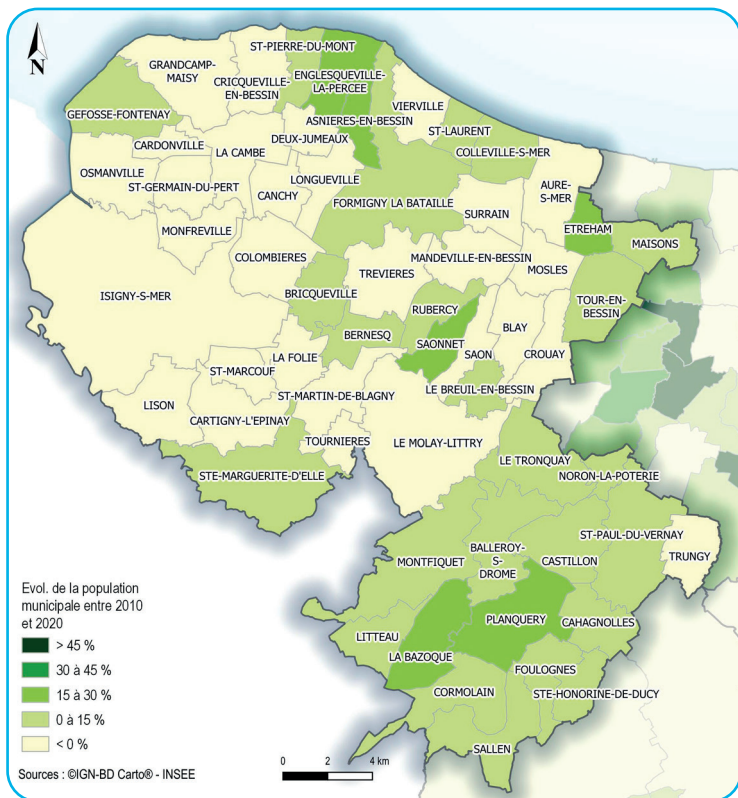 ST-PIERRE-DU-MONT
GRANDCAMP-
MAISY
CRICQUEVILLE-
EN-BESSIN
ENGLESQUEVILLE-
LA-PERCEE
VIERVILLE
GEFOSSE-FONTENAY
ASNIERES-EN-BESSIN
ST-LAURENT
DEUX-JUMEAUX
CARDONVILLE
LA CAMBE
COLLEVILLE-S-MER
OSMANVILLE
LONGUEVILLE
ST-GERMAIN-DU-PERT
CANCHY
AURE-
S-MER
FORMIGNY LA BATAILLE
SURRAIN
MONFREVILLE
ETREHAM
MAISONS
COLOMBIERES
MANDEVILLE-EN-BESSIN
TREVIERES
MOSLES
ISIGNY-S-MER
BRICQUEVILLE
TOUR-EN-
BESSIN
RUBERCY
BERNESQ
BLAY
SAONNET
SAON
CROUAY
LA FOLIE
ST-MARCOUF
LE BREUIL-EN-BESSIN
ST-MARTIN-DE-BLAGNY
LISON
CARTIGNY-L'EPINAY
TOURNIERES
LE MOLAY-LITTRY
LE TRONQUAY
STE-MARGUERITE-D'ELLE
NORON-LA-POTERIE
ST-PAUL-DU-VERNAY
BALLEROY-
S-
DROME
MONTFIQUET
CASTILLON
TRUNGY
PLANQUERY
CAHAGNOLLES
LITTEAU
LA BAZOQUE
FOULOGNES
CORMOLAIN
STE-HONORINE-DE-DUCY
SALLEN
N
Evol. de la population
municipale entre 2010
et 2020
> 45 %
30 à 45 %
15 à 30 %
0 à 15 %
< 0 %
Sources : ©IGN-BD Carto® - INSEE
0 2 4 km